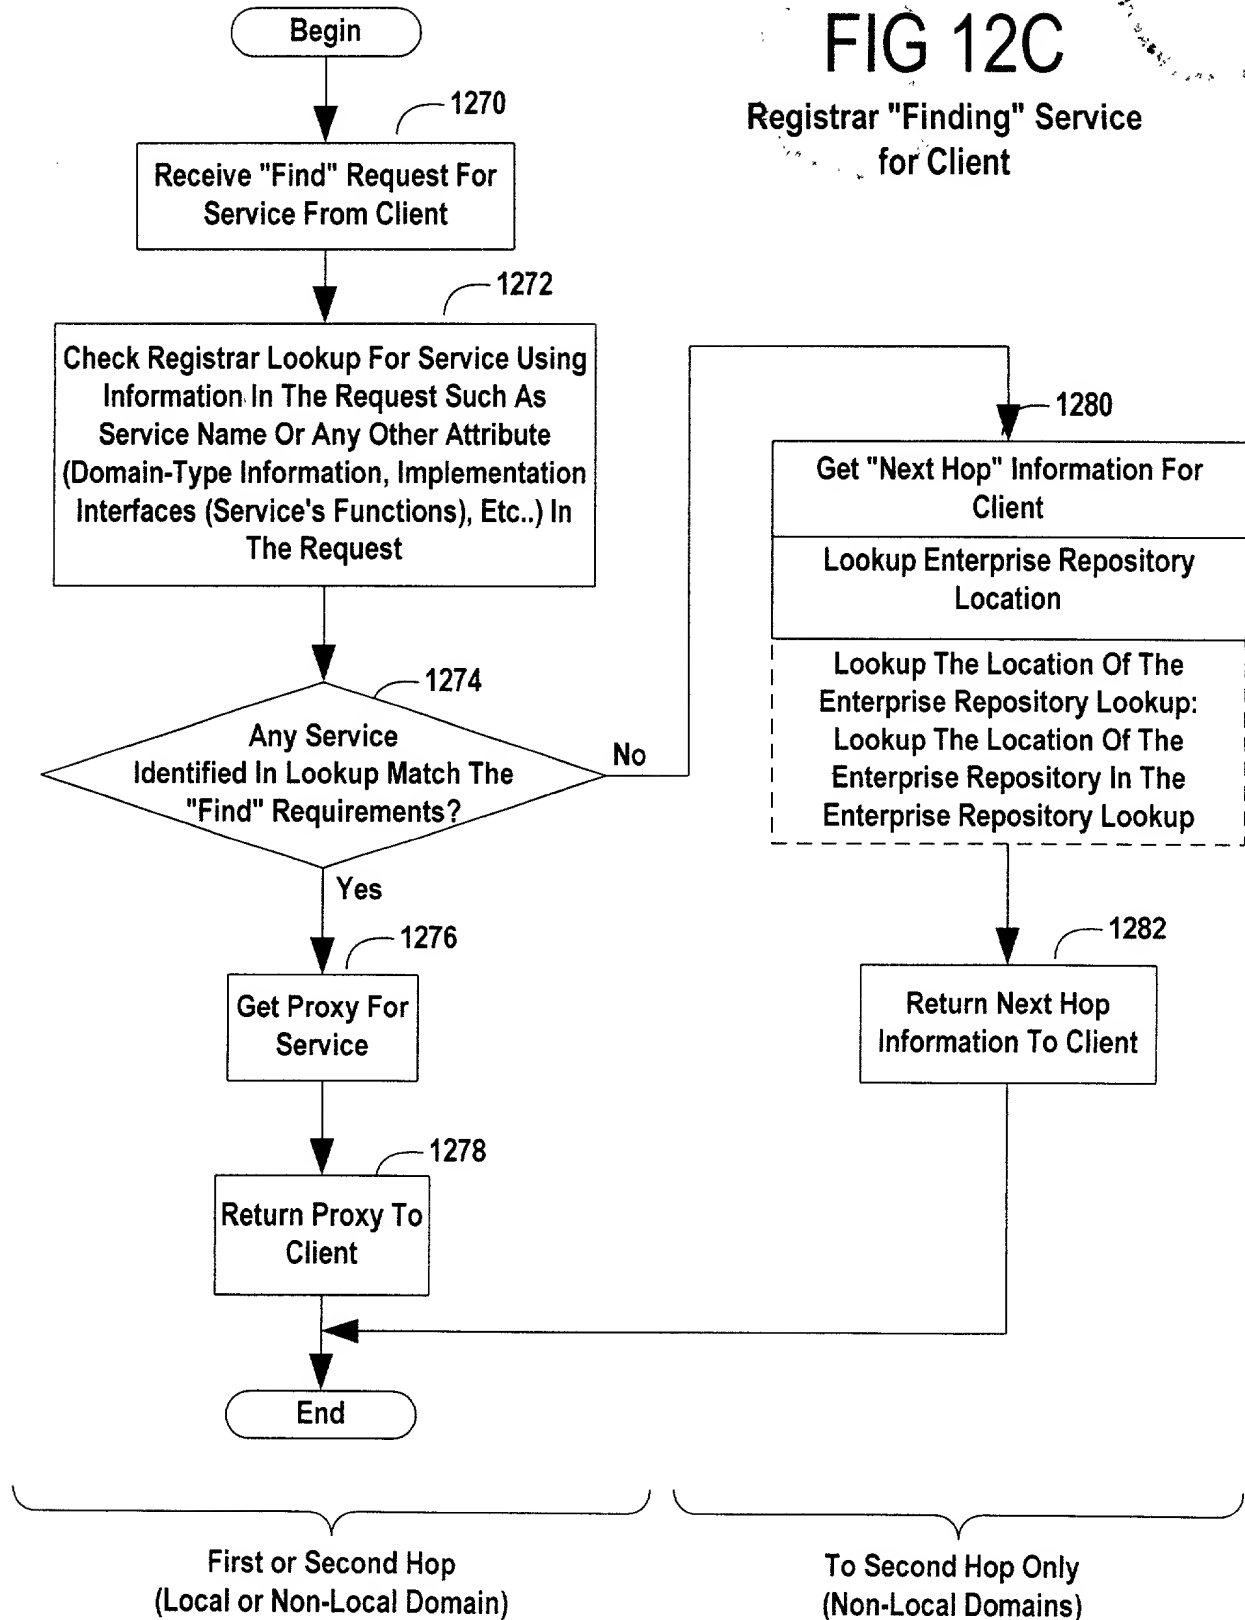 Begin
FIG 12C
Registrar "Finding" Service
for Client
1270
Receive "Find" Request For
Service From Client
1272
Check Registrar Lookup For Service Using
Information In The Request Such As
Service Name Or Any Other Attribute
(Domain-Type Information, Implementation
Interfaces (Service's Functions), Etc..) In
The Request
1274
Any Service
Identified In Lookup Match The
"Find" Requirements?
No
Yes
1276
Get Proxy For
Service
1278
Return Proxy To
Client
End
1280
Get "Next Hop" Information For
Client
Lookup Enterprise Repository
Location
Lookup The Location Of The
Enterprise Repository Lookup:
Lookup The Location Of The
Enterprise Repository In The
Enterprise Repository Lookup
1282
Return Next Hop
Information To Client
First or Second Hop
(Local or Non-Local Domain)
To Second Hop Only
(Non-Local Domains)